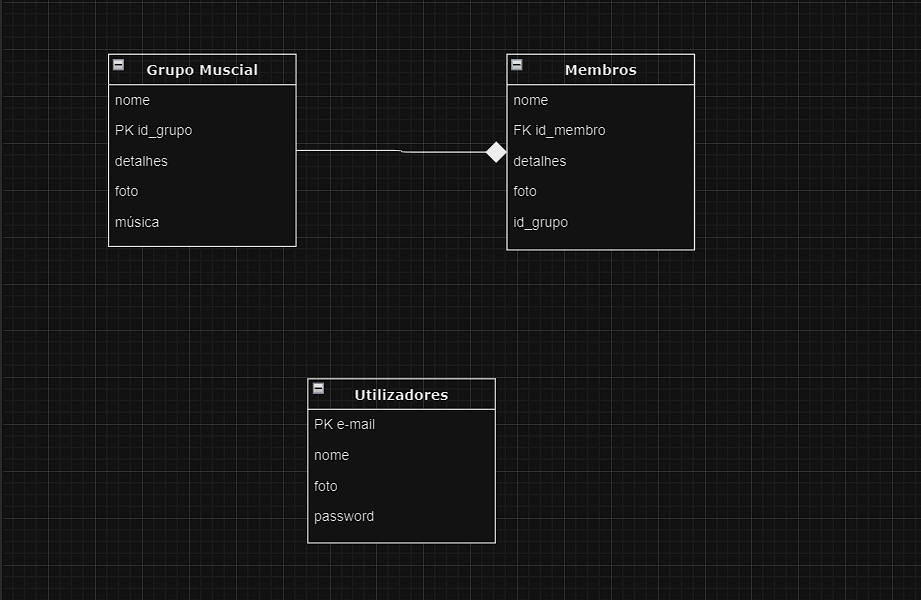 Grupo Muscial
nome
PK id_grupo
detalhes
foto
música
Membros
nome
FK id_membro
detalhes
foto
id_grupo
Utilizadores
PK e-mail
nome
foto
password